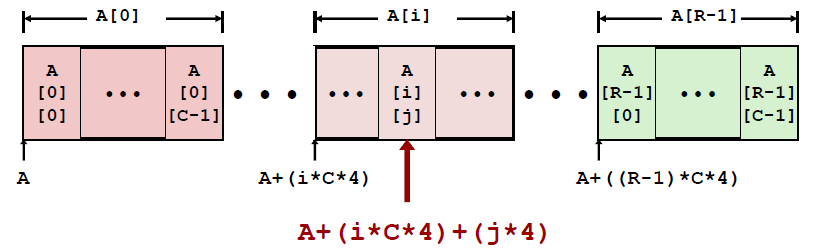 A[0] A[i] A[R-1]
A ••• A • • • ••• A ••• • • • A ••• A
[0] [0] [i] [R-1] [R-1]
[0] [C-1] [j] [0] [C-1]
A A+(i*C*4) A+((R-1)*C*4)
A+(i*C*4)+(j*4)